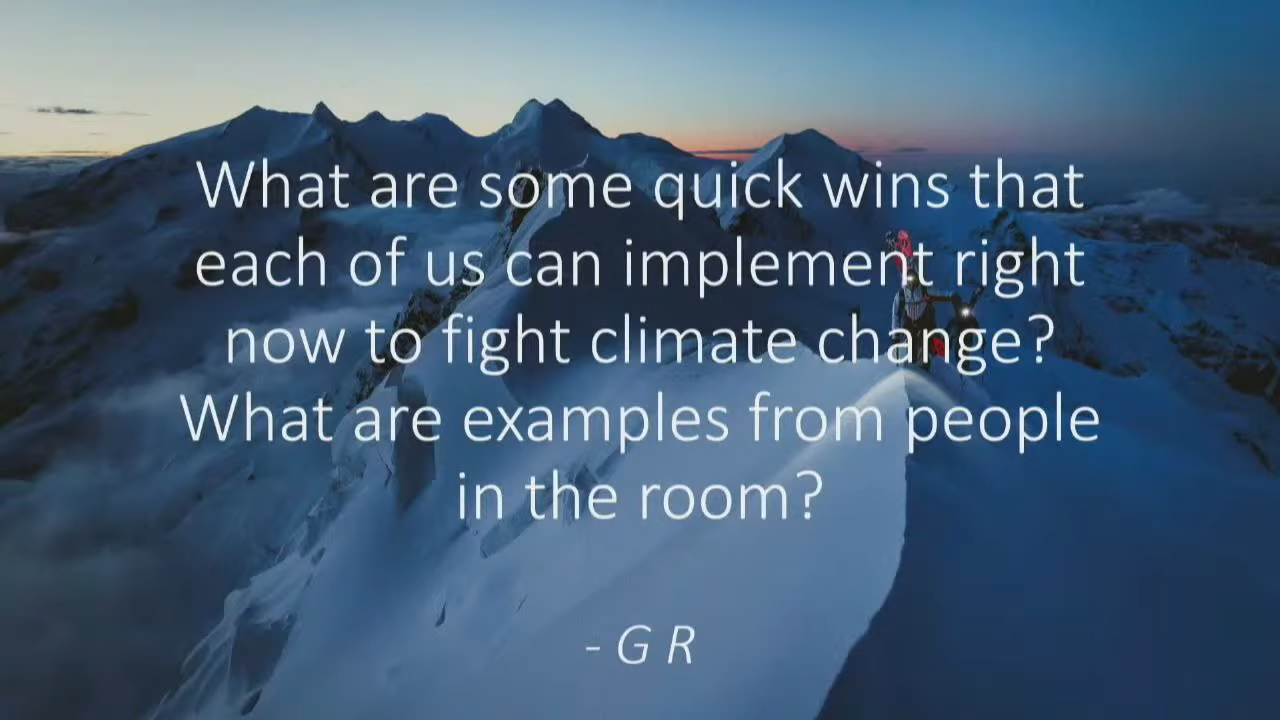 What are some quick wins that
each of us can implement right
now to fight climate change?
What are examples from people
in the room?
- G R